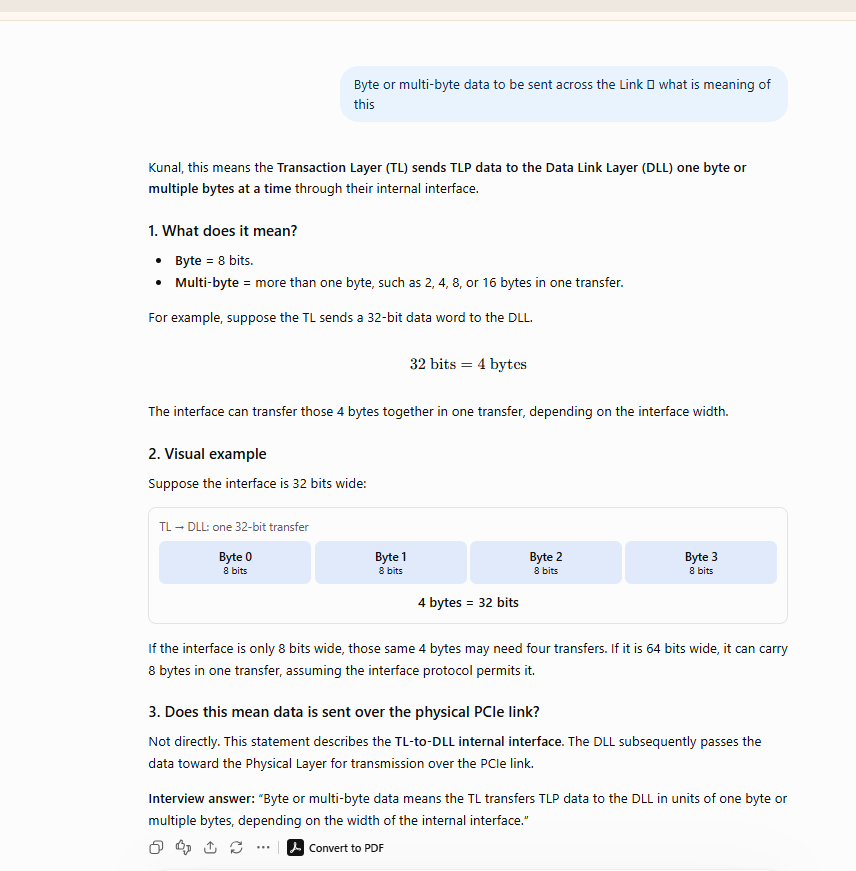 Byte or multi-byte data to be sent across the Link ▯ what is meaning of
this
Kunal, this means the Transaction Layer (TL) sends TLP data to the Data Link Layer (DLL) one byte or
multiple bytes at a time through their internal interface.
1. What does it mean?
• Byte = 8 bits.
• Multi-byte = more than one byte, such as 2, 4, 8, or 16 bytes in one transfer.
For example, suppose the TL sends a 32-bit data word to the DLL.
32 bits = 4 bytes
The interface can transfer those 4 bytes together in one transfer, depending on the interface width.
2. Visual example
Suppose the interface is 32 bits wide:
TL → DLL: one 32-bit transfer
Byte 0 Byte 1 Byte 2 Byte 3
8 bits 8 bits 8 bits 8 bits
4 bytes = 32 bits
If the interface is only 8 bits wide, those same 4 bytes may need four transfers. If it is 64 bits wide, it can carry
8 bytes in one transfer, assuming the interface protocol permits it.
3. Does this mean data is sent over the physical PCIe link?
Not directly. This statement describes the TL-to-DLL internal interface. The DLL subsequently passes the
data toward the Physical Layer for transmission over the PCIe link.
Interview answer: “Byte or multi-byte data means the TL transfers TLP data to the DLL in units of one byte or
multiple bytes, depending on the width of the internal interface.”
Convert to PDF